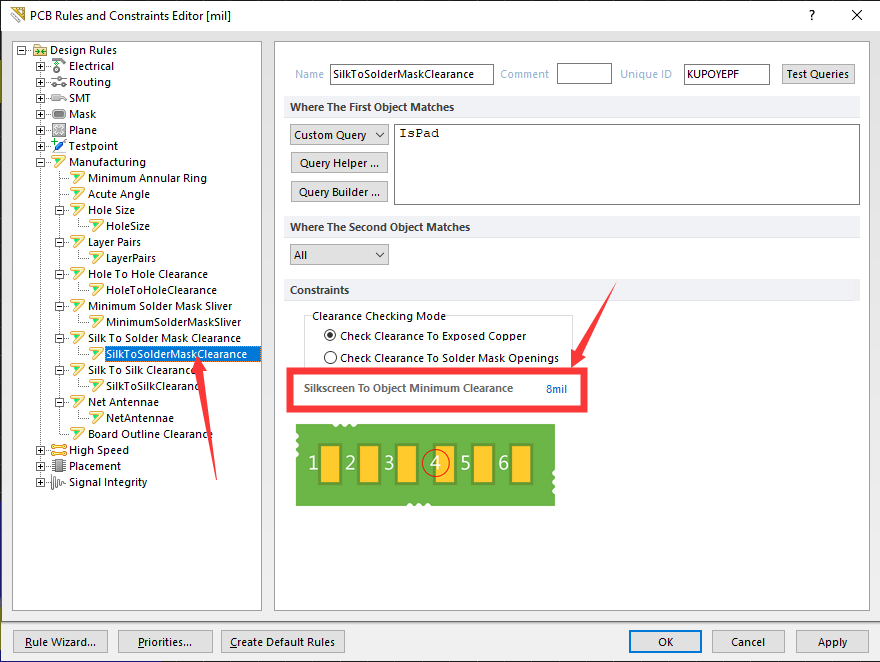 PCB Rules and Constraints Editor [mil]
?
Design Rules
Electrical
Routing
SMT
Mask
Plane
Testpoint
Manufacturing
Minimum Annular Ring
Acute Angle
Hole Size
HoleSize
Layer Pairs
LayerPairs
Hole To Hole Clearance
HoleToHoleClearance
Minimum Solder Mask Sliver
MinimumSolderMaskSliver
Silk To Solder Mask Clearance
SilkToSolderMaskClearance
Silk To Silk Clearance
SilkToSilkClearance
Net Antennae
NetAntennae
Board Outline Clearance
High Speed
Placement
Signal Integrity
Name SilkToSolderMaskClearance Comment Unique ID KUPOYEPF Test Queries
Where The First Object Matches
Custom Query IsPad
Query Helper ...
Query Builder ...
Where The Second Object Matches
All
Constraints
Clearance Checking Mode
Check Clearance To Exposed Copper
Check Clearance To Solder Mask Openings
Silkscreen To Object Minimum Clearance 8mil
1 2 3 4 5 6
Rule Wizard... Priorities... Create Default Rules OK Cancel Apply